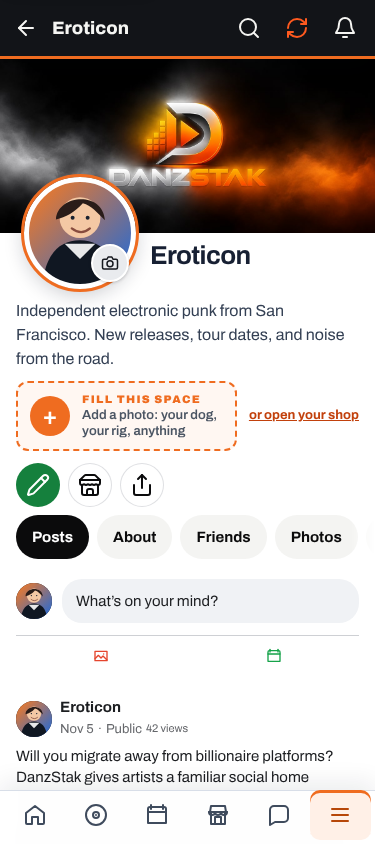 Eroticon
DANZSTAK
Eroticon
Independent electronic punk from San
Francisco. New releases, tour dates, and noise
from the road.
FILL THIS SPACE
Add a photo: your dog,
your rig, anything
or open your shop
Posts About Friends Photos
What's on your mind?
Eroticon
Nov 5 · Public 42 views
Will you migrate away from billionaire platforms?
DanzStak gives artists a familiar social home